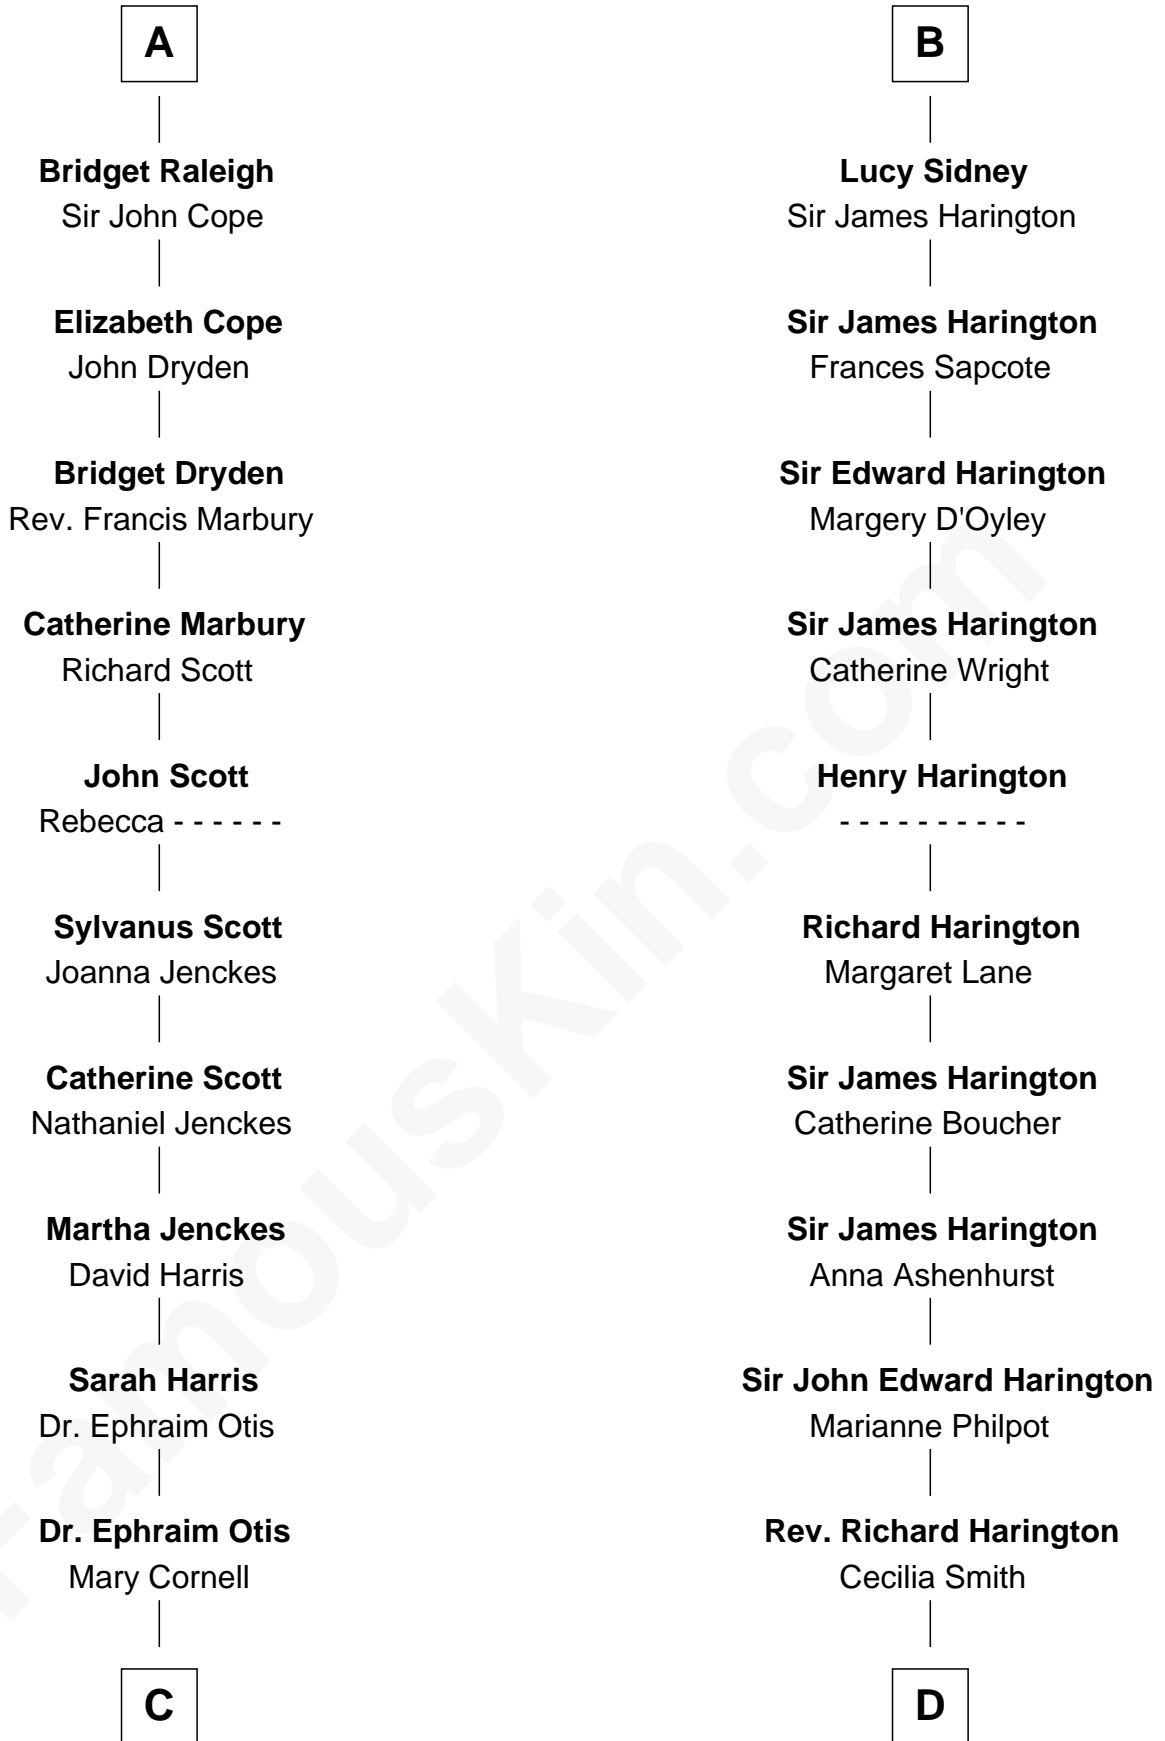 A
Bridget Raleigh
Sir John Cope
Elizabeth Cope
John Dryden
Bridget Dryden
Rev. Francis Marbury
Catherine Marbury
Richard Scott
John Scott
Rebecca - - - - - -
Sylvanus Scott
Joanna Jenckes
Catherine Scott
Nathaniel Jenckes
Martha Jenckes
David Harris
Sarah Harris
Dr. Ephraim Otis
Dr. Ephraim Otis
Mary Cornell
C
B
Lucy Sidney
Sir James Harington
Sir James Harington
Frances Sapcote
Sir Edward Harington
Margery D'Oyley
Sir James Harington
Catherine Wright
Henry Harington
- - - - - - - - - -
Richard Harington
Margaret Lane
Sir James Harington
Catherine Boucher
Sir James Harington
Anna Ashenhurst
Sir John Edward Harington
Marianne Philpot
Rev. Richard Harington
Cecilia Smith
D
FamousKin.com